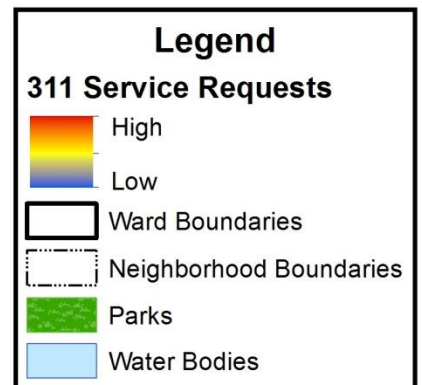 Legend
311 Service Requests
High
Low
Ward Boundaries
Neighborhood Boundaries
Parks
Water Bodies